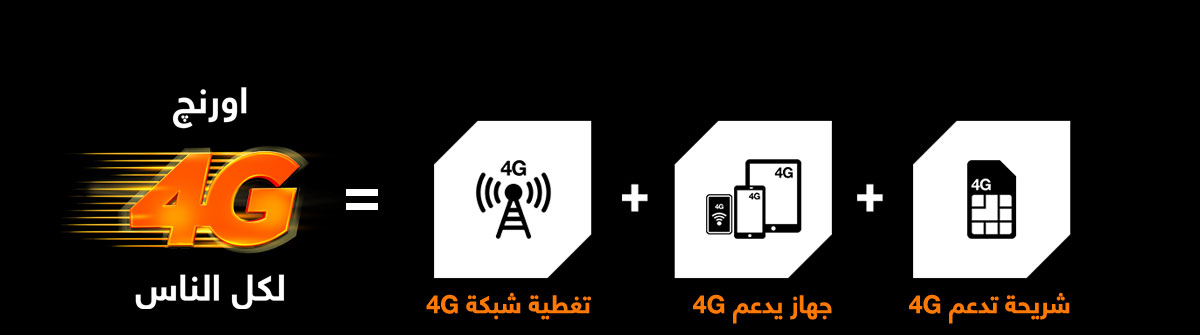 4G
شريحة تدعم 4G
+
4G
4G
4G
جهاز يدعم 4G
+
4G
تغطية شبكة 4G
=
اورنچ
4G
لكل الناس